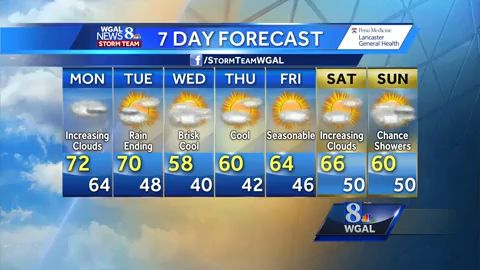 WGAL
NEWS 8
STORM TEAM
7 DAY FORECAST
Penn Medicine
Lancaster
General Health
f /STORMTEAMWGAL
MON TUE WED THU FRI SAT SUN
Increasing Clouds Rain Ending Brisk Cool Cool Seasonable Increasing Clouds Chance Showers
72 70 58 60 64 66 60
64 48 40 42 46 50 50
8
WGAL